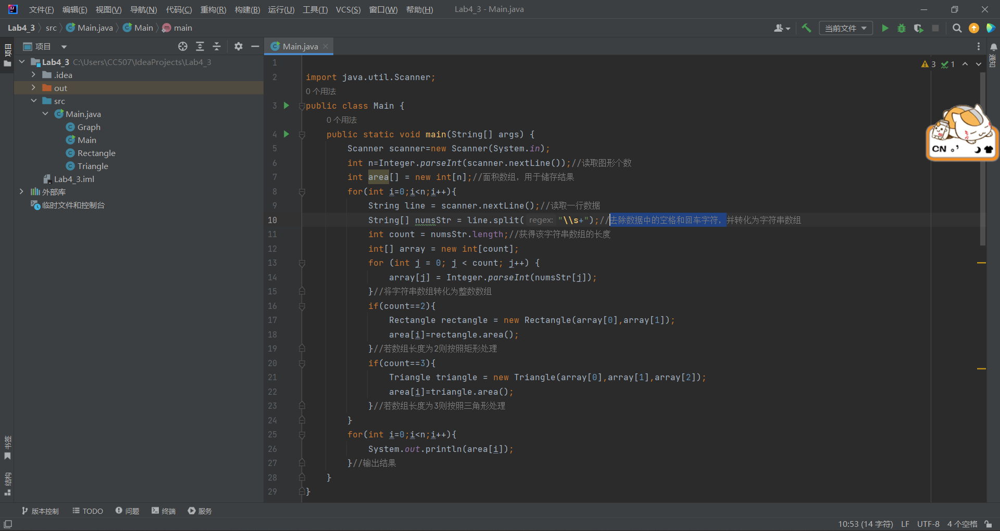 文件(F) 编辑(E) 视图(V) 导航(N) 代码(C) 重构(R) 构建(B) 运行(U) 工具(T) VCS(S) 窗口(W) 帮助(H) Lab4_3 - Main.java
Lab4_3 src Main.java Main main
当前文件
项目
项目
Main.java
Lab4_3 C:\Users\CC507\IdeaProjects\Lab4_3
.idea
out
src
Main.java
Graph
Main
Rectangle
Triangle
Lab4_3.iml
外部库
临时文件和控制台
书签
结构
通知
3 1
CN
1
2 import java.util.Scanner;
0 个用法
3 public class Main {
0 个用法
4 public static void main(String[] args) {
5 Scanner scanner=new Scanner(System.in);
6 int n=Integer.parseInt(scanner.nextLine());//读取图形个数
7 int area[] = new int[n];//面积数组，用于储存结果
8 for(int i=0;i<n;i++){
9 String line = scanner.nextLine();//读取一行数据
10 String[] numsStr = line.split( regex: "\\s+");//去除数据中的空格和回车字符，并转化为字符串数组
11 int count = numsStr.length;//获得该字符串数组的长度
12 int[] array = new int[count];
13 for (int j = 0; j < count; j++) {
14 array[j] = Integer.parseInt(numsStr[j]);
15 }//将字符串数组转化为整数数组
16 if(count==2){
17 Rectangle rectangle = new Rectangle(array[0],array[1]);
18 area[i]=rectangle.area();
19 }//若数组长度为2则按照矩形处理
20 if(count==3){
21 Triangle triangle = new Triangle(array[0],array[1],array[2]);
22 area[i]=triangle.area();
23 }//若数组长度为3则按照三角形处理
24 }
25 for(int i=0;i<n;i++){
26 System.out.println(area[i]);
27 }//输出结果
28 }
29 }
版本控制 TODO 问题 终端 服务
10:53 (14 字符) LF UTF-8 4 个空格